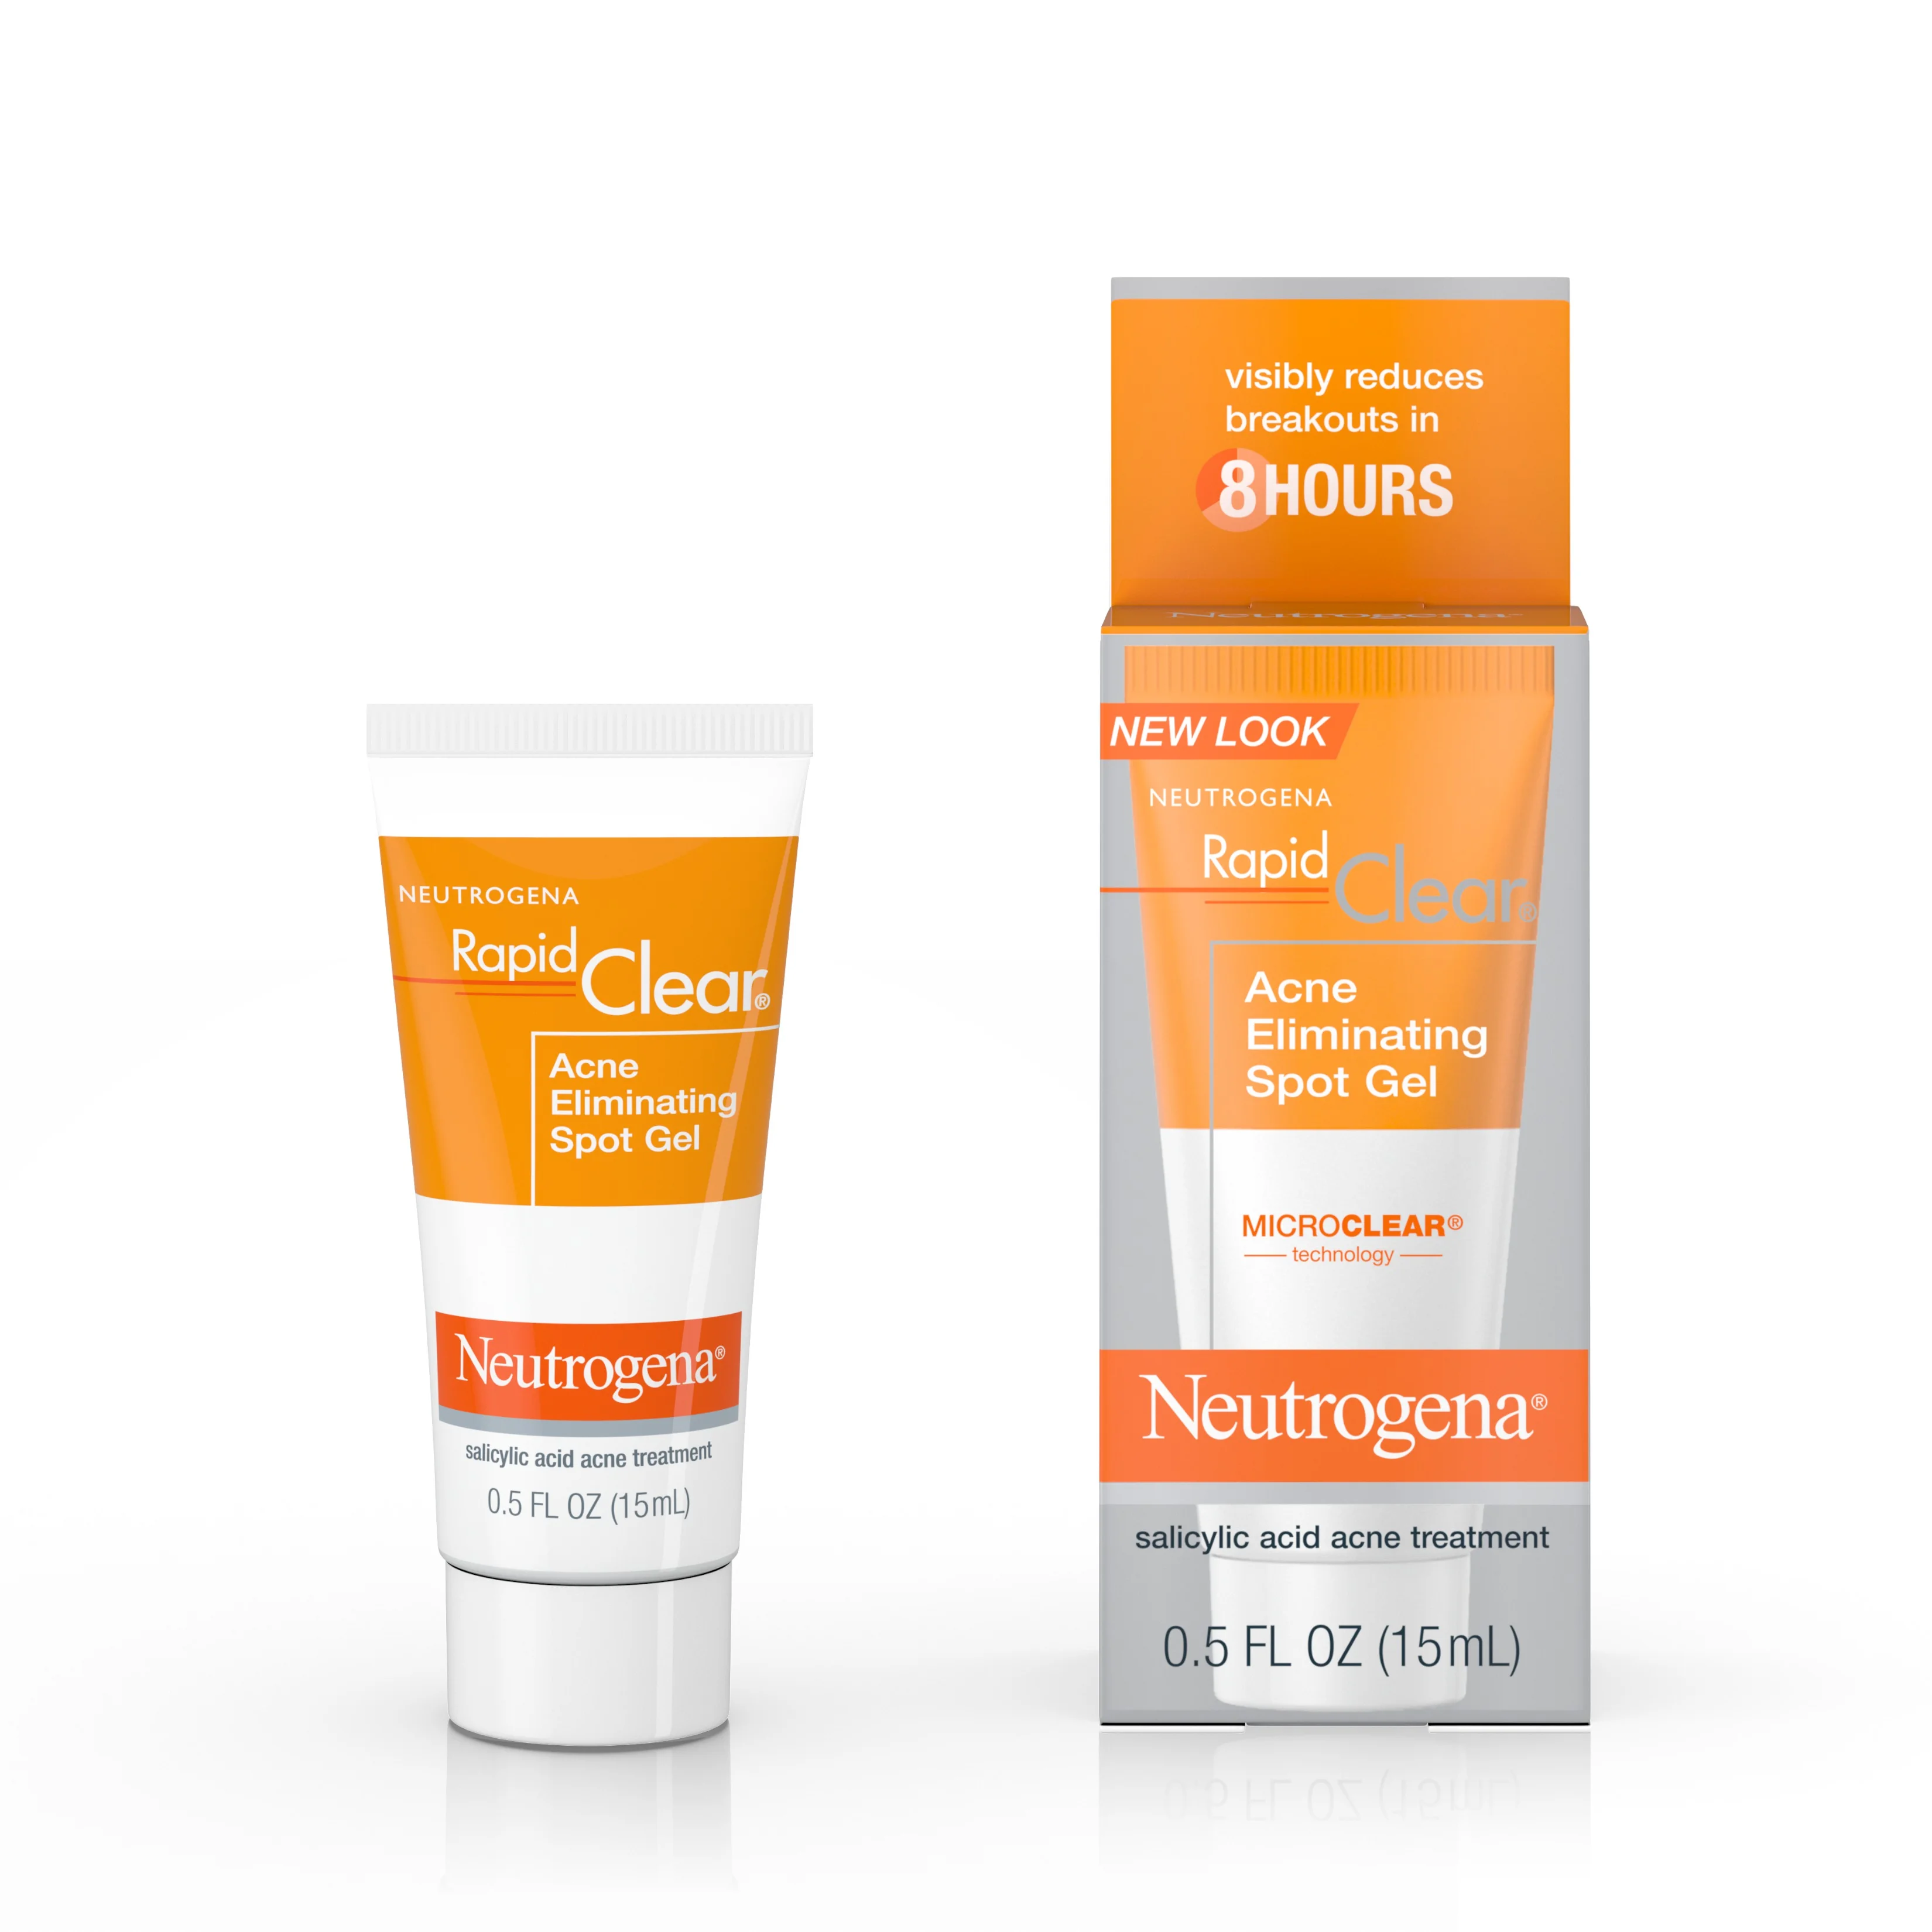 NEUTROGENA
Rapid Clear®
Acne
Eliminating
Spot Gel
Neutrogena®
salicylic acid acne treatment
0.5 FL OZ (15mL)
visibly reduces
breakouts in
8 HOURS
Neutrogena®
NEW LOOK
NEUTROGENA
Rapid Clear®
Acne
Eliminating
Spot Gel
MICROCLEAR®
technology
Neutrogena®
salicylic acid acne treatment
0.5 FL OZ (15mL)